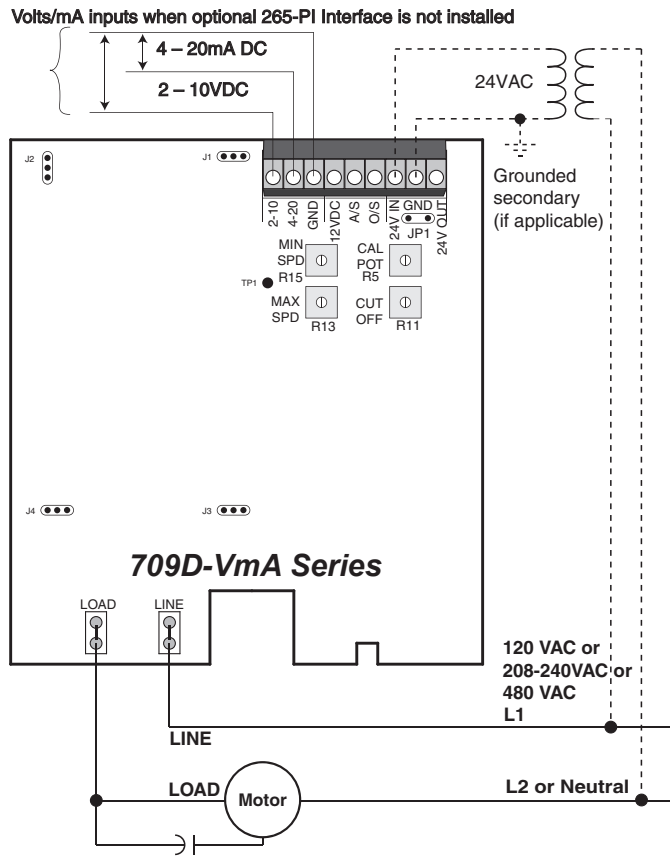 Volts/mA inputs when optional 265-PI Interface is not installed
4 – 20mA DC
2 – 10VDC
24VAC
Grounded
secondary
(if applicable)
J2
J1
2-10
4-20
GND
12VDC
A/S
O/S
24V IN
GND
24V OUT
JP1
MIN
SPD
R15
CAL
POT
R5
TP1
MAX
SPD
R13
CUT
OFF
R11
J4
J3
709D-VmA Series
LOAD
LINE
120 VAC or
208-240VAC or
480 VAC
L1
LINE
LOAD
Motor
L2 or Neutral